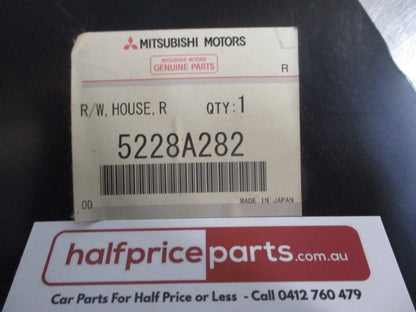 MITSUBISHI MOTORS
MITSUBISHI MOTORS
GENUINE PARTS
R
R/W,HOUSE,R QTY:1
5228A282
OD MADE IN JAPAN
halfpriceparts.com.au
Car Parts For Half Price or Less - Call 0412 760 479